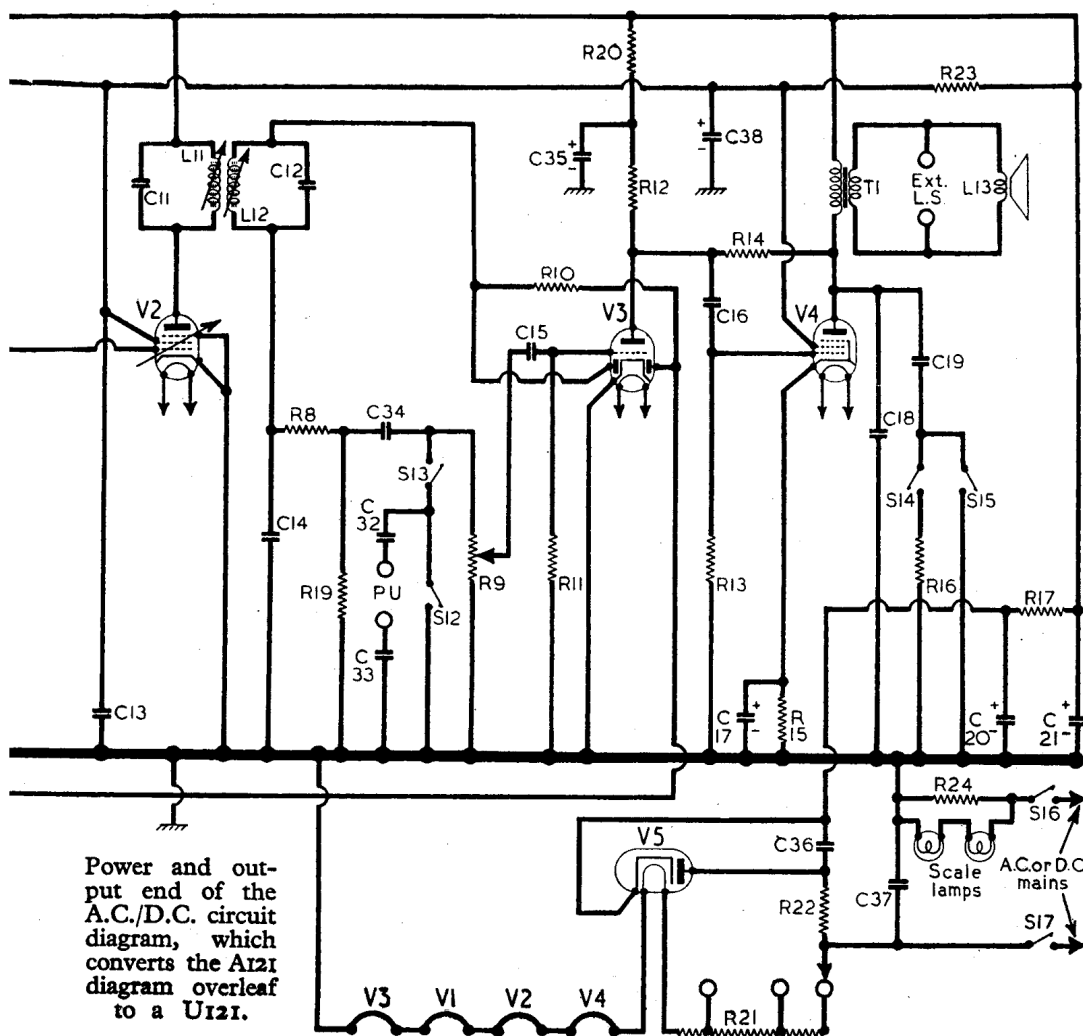 R20
R23
L11
C12
C35
+
-
+
-
C38
C11
L12
R12
T1
Ext.
L.S.
L13
R14
R10
V2
V3
C16
V4
C15
C19
R8
C34
C18
S13
S14
S15
C
32
C14
R9
R11
R13
R16
R19
PU
S12
R17
C
33
C13
C
17
+
-
R
15
C
20
+
-
C
21
+
-
R24
S16
V5
C36
Scale
lamps
A.C. or D.C.
mains
C37
R22
S17
Power and out-
put end of the
A.C./D.C. circuit
diagram, which
converts the A121
diagram overleaf
to a U121.
V3 V1 V2 V4
R21